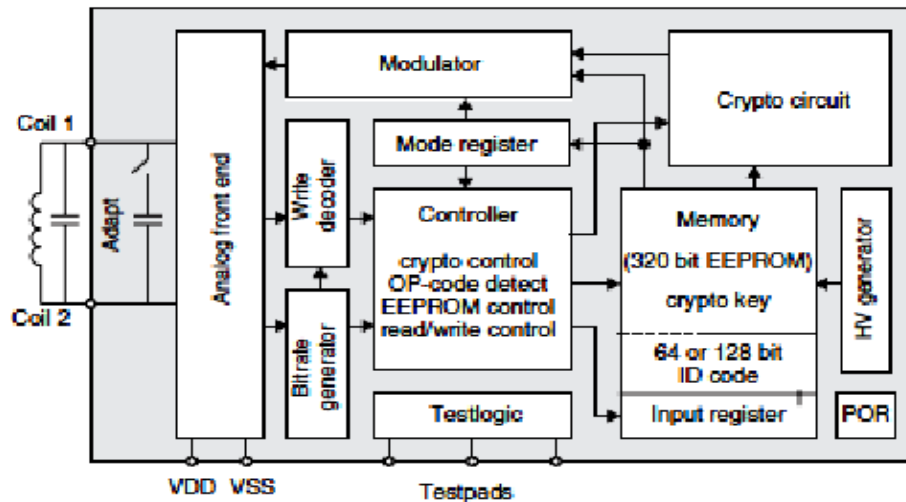 Modulator
Crypto circuit
Coil 1
Mode register
Adapt
Analog front end
Write
decoder
Controller
crypto control
OP-code detect
EEPROM control
read/write control
Memory
(320 bit EEPROM)
crypto key
64 or 128 bit
ID code
Input register
HV generator
Coil 2
Bitrate
generator
Testlogic
POR
VDD
VSS
Testpads